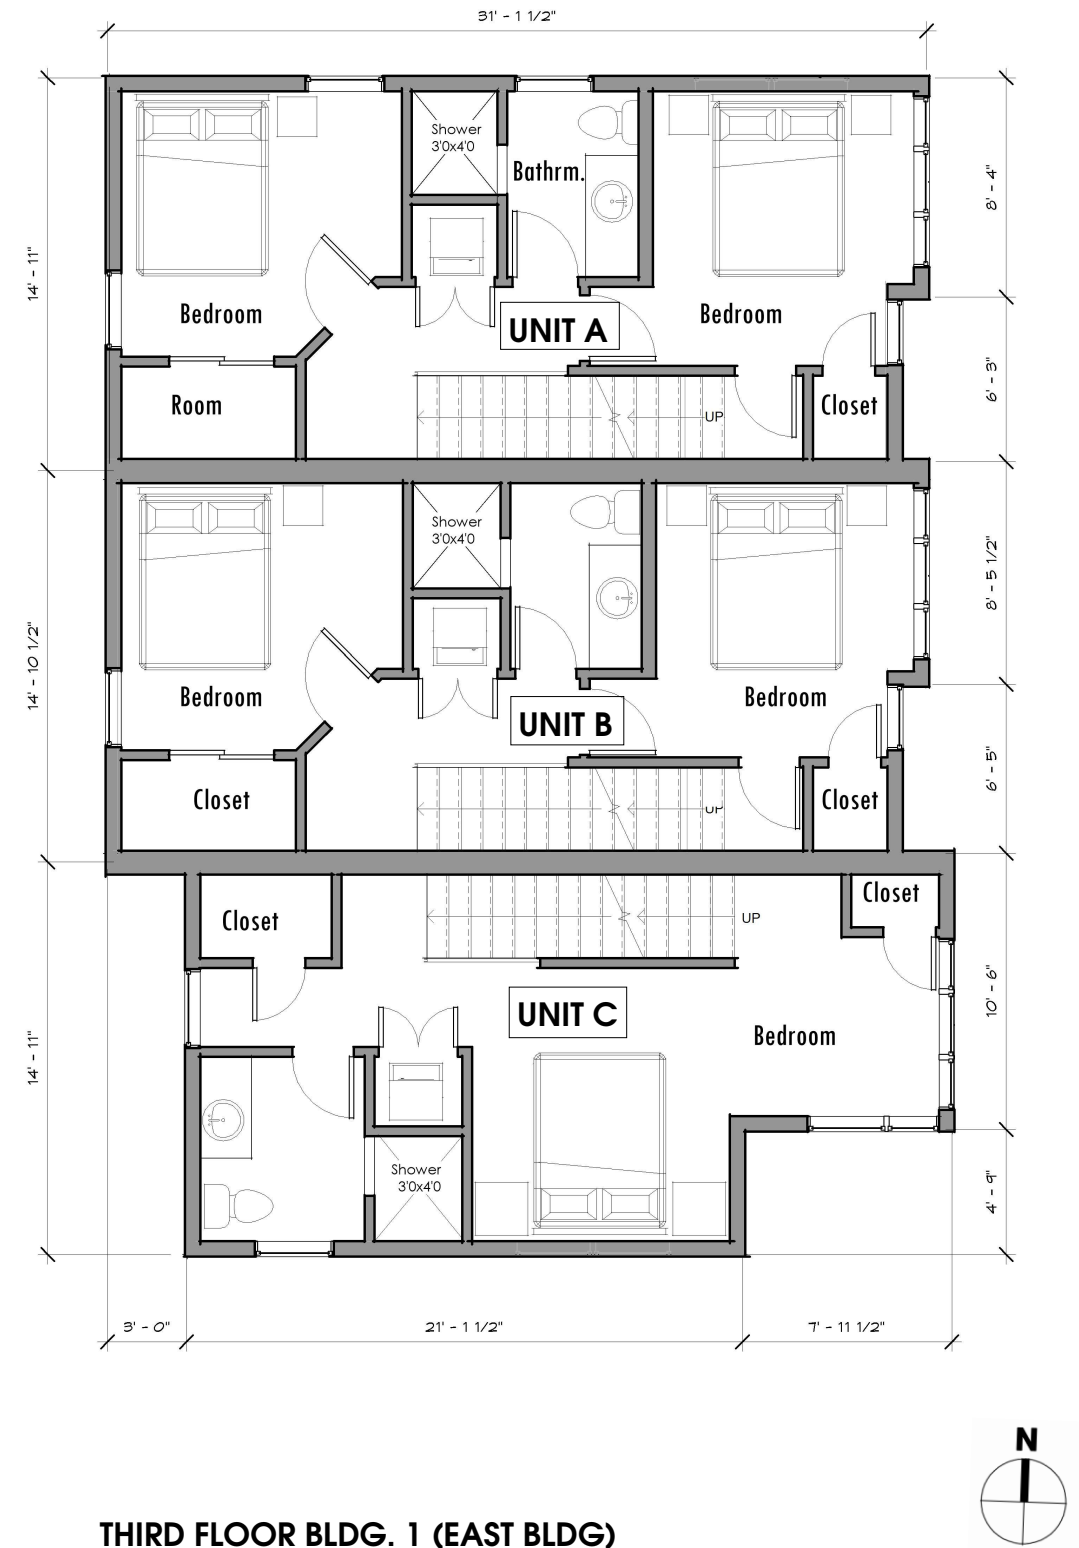 31' - 1 1/2"
Shower
3'0x4'0
Bathrm.
14' - 11"
8' - 4"
Bedroom
UNIT A
Bedroom
6' - 3"
Room
UP
Closet
Shower
3'0x4'0
8' - 5 1/2"
14' - 10 1/2"
Bedroom
UNIT B
Bedroom
6' - 5"
Closet
UP
Closet
Closet
Closet
UP
10' - 6"
UNIT C
Bedroom
14' - 11"
Shower
3'0x4'0
4' - 9"
3' - 0"
21' - 1 1/2"
7' - 11 1/2"
N
THIRD FLOOR BLDG. 1 (EAST BLDG)